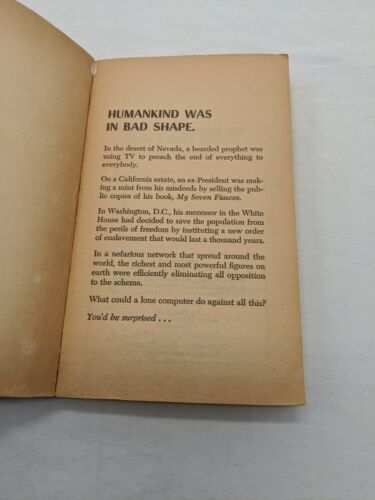 HUMANKIND WAS
IN BAD SHAPE.
In the desert of Nevada, a bearded prophet was
using TV to preach the end of everything to
everybody.
On a California estate, an ex-President was mak-
ing a mint from his misdeeds by selling the pub-
lic copies of his book, My Seven Fiascos.
In Washington, D.C., his successor in the White
House had decided to save the population from
the perils of freedom by instituting a new order
of enslavement that would last a thousand years.
In a nefarious network that spread around the
world, the richest and most powerful figures on
earth were efficiently eliminating all opposition
to the scheme.
What could a lone computer do against all this?
You'd be surprised . . .